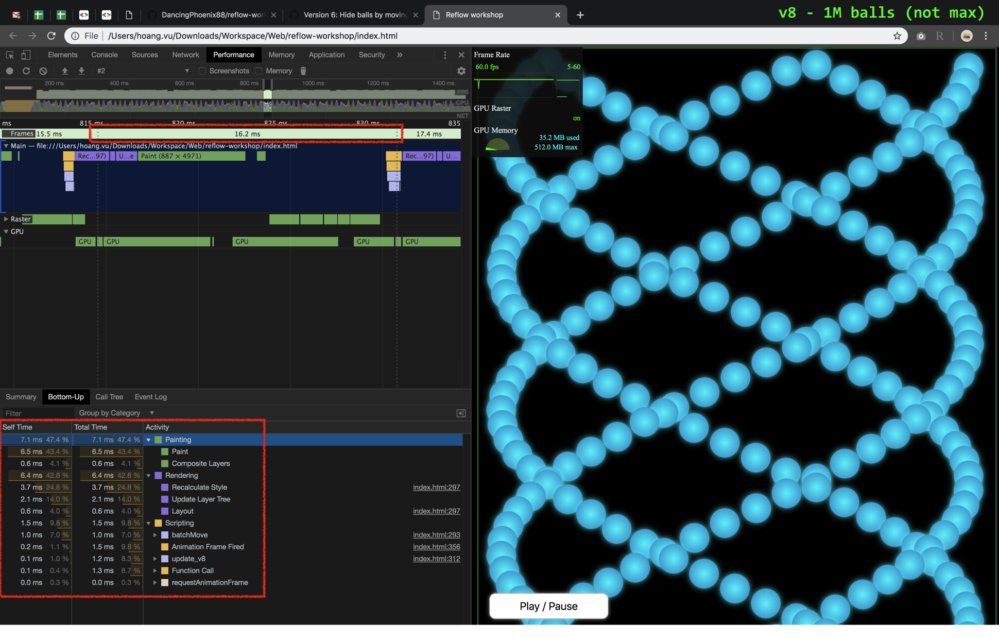 DancingPhoenix88/reflow-wor
Version 6: Hide balls by moving
Reflow workshop
v8 - 1M balls (not max)
File /Users/hoang.vu/Downloads/Workspace/Web/reflow-workshop/index.html
R
Elements Console Sources Network Performance Memory Application Security »
#2 Screenshots Memory
200 ms 400 ms 600 ms 800 ms 1000 ms 1200 ms 1400 ms
FPS
CPU
NET
ms 815 ms 820 ms 825 ms 830 ms 835
Frames 15.5 ms 16.2 ms 17.4 ms
Main — file:///Users/hoang.vu/Downloads/Workspace/Web/reflow-workshop/index.html
Rec...97) U...e Paint (887 × 4971) Rec...97) U...
Raster
GPU
GPU GPU GPU GPU GPU
Summary Bottom-Up Call Tree Event Log
Filter Group by Category
Self Time Total Time Activity
7.1 ms 47.4 % 7.1 ms 47.4 % Painting
6.5 ms 43.4 % 6.5 ms 43.4 % Paint
0.6 ms 4.1 % 0.6 ms 4.1 % Composite Layers
6.4 ms 42.8 % 6.4 ms 42.8 % Rendering
3.7 ms 24.8 % 3.7 ms 24.8 % Recalculate Style index.html:297
2.1 ms 14.0 % 2.1 ms 14.0 % Update Layer Tree
0.6 ms 4.0 % 0.6 ms 4.0 % Layout index.html:297
1.5 ms 9.8 % 1.5 ms 9.8 % Scripting
1.0 ms 7.0 % 1.0 ms 7.0 % batchMove index.html:293
0.2 ms 1.1 % 1.5 ms 9.8 % Animation Frame Fired index.html:356
0.1 ms 1.0 % 1.2 ms 8.3 % update_v8 index.html:312
0.1 ms 0.4 % 1.3 ms 8.7 % Function Call
0.0 ms 0.3 % 0.0 ms 0.3 % requestAnimationFrame
Frame Rate
60.0 fps 5-60
GPU Raster
on
GPU Memory
35.2 MB used
512.0 MB max
Play / Pause